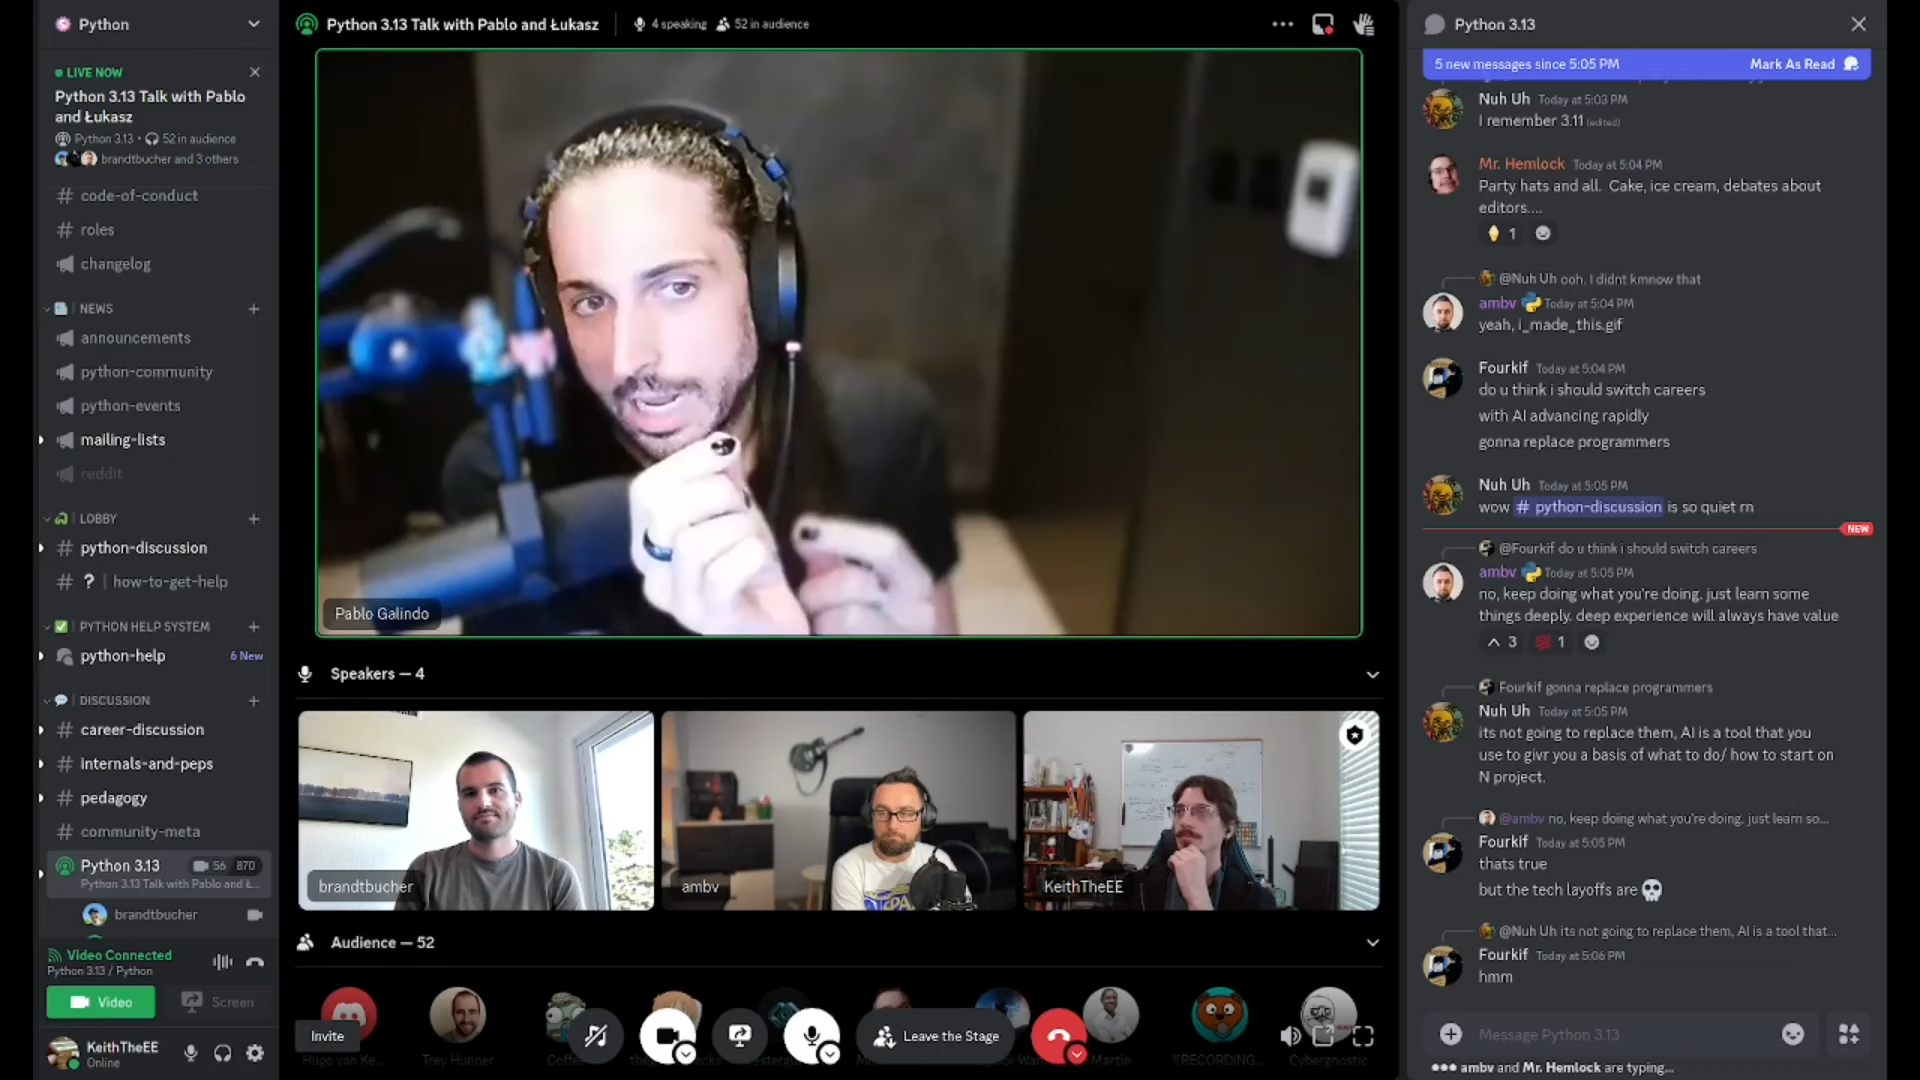 Python
LIVE NOW
Python 3.13 Talk with Pablo
and Łukasz
Python 3.13 • 52 in audience
brandtbucher and 3 others
code-of-conduct
roles
changelog
NEWS
announcements
python-community
python-events
mailing-lists
reddit
LOBBY
python-discussion
? | how-to-get-help
PYTHON HELP SYSTEM
python-help 6 New
DISCUSSION
career-discussion
internals-and-peps
pedagogy
community-meta
Python 3.13 56 870
Python 3.13 Talk with Pablo and Ł...
brandtbucher
Video Connected
Python 3.13 / Python
Video Screen
KeithTheEE
Online
Python 3.13 Talk with Pablo and Łukasz 4 speaking 52 in audience
Pablo Galindo
Speakers — 4
brandtbucher
ambv
KeithTheEE
Audience — 52
Invite
Leave the Stage
Hugo van Ke...
Trey Hunner
Martin
![RECORDING...
Cybergnostic
Python 3.13
5 new messages since 5:05 PM Mark As Read
Nuh Uh Today at 5:03 PM
I remember 3.11 (edited)
Mr. Hemlock Today at 5:04 PM
Party hats and all. Cake, ice cream, debates about
editors....
1
@Nuh Uh ooh, I didnt kmnow that
ambv Today at 5:04 PM
yeah, i_made_this.gif
Fourkif Today at 5:04 PM
do u think i should switch careers
with AI advancing rapidly
gonna replace programmers
Nuh Uh Today at 5:05 PM
wow # python-discussion is so quiet rn
NEW
@Fourkif do u think i should switch careers
ambv Today at 5:05 PM
no, keep doing what you're doing. just learn some
things deeply. deep experience will always have value
3 1
Fourkif gonna replace programmers
Nuh Uh Today at 5:05 PM
its not going to replace them, AI is a tool that you
use to givr you a basis of what to do/ how to start on
N project.
@ambv no, keep doing what you're doing. just learn so...
Fourkif Today at 5:05 PM
thats true
but the tech layoffs are
@Nuh Uh its not going to replace them, AI is a tool that...
Fourkif Today at 5:06 PM
hmm
Message Python 3.13
ambv and Mr. Hemlock are typing...